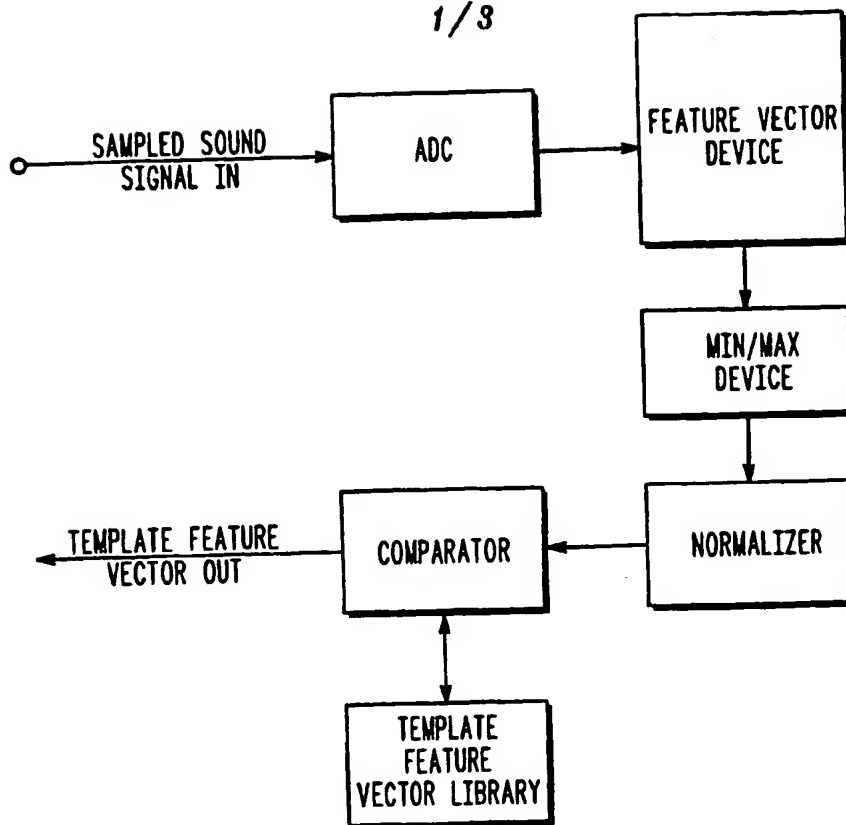 1/3
SAMPLED SOUND
SIGNAL IN
ADC
FEATURE VECTOR
DEVICE
MIN/MAX
DEVICE
NORMALIZER
COMPARATOR
TEMPLATE FEATURE
VECTOR OUT
TEMPLATE
FEATURE
VECTOR LIBRARY